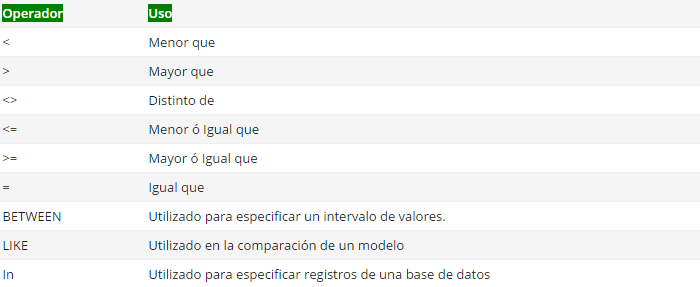 Operador Uso
< Menor que
> Mayor que
<> Distinto de
<= Menor ó Igual que
>= Mayor ó Igual que
= Igual que
BETWEEN Utilizado para especificar un intervalo de valores.
LIKE Utilizado en la comparación de un modelo
In Utilizado para especificar registros de una base de datos